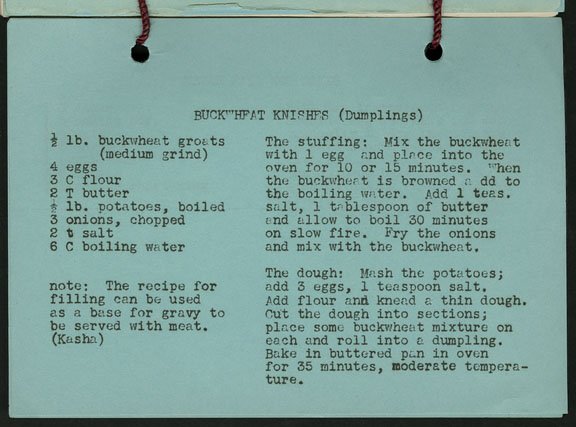 BUCKWHEAT KNISHES (Dumplings)
½ lb. buckwheat groats
(medium grind)
4 eggs
3 C flour
2 T butter
½ lb. potatoes, boiled
3 onions, chopped
2 t salt
6 C boiling water
note: The recipe for
filling can be used
as a base for gravy to
be served with meat.
(Kasha)
The stuffing: Mix the buckwheat
with 1 egg and place into the
oven for 10 or 15 minutes. When
the buckwheat is browned a dd to
the boiling water. Add 1 teas.
salt, 1 tablespoon of butter
and allow to boil 30 minutes
on slow fire. Fry the onions
and mix with the buckwheat.
The dough: Mash the potatoes;
add 3 eggs, 1 teaspoon salt.
Add flour and knead a thin dough.
Cut the dough into sections;
place some buckwheat mixture on
each and roll into a dumpling.
Bake in buttered pan in oven
for 35 minutes, moderate tempera-
ture.